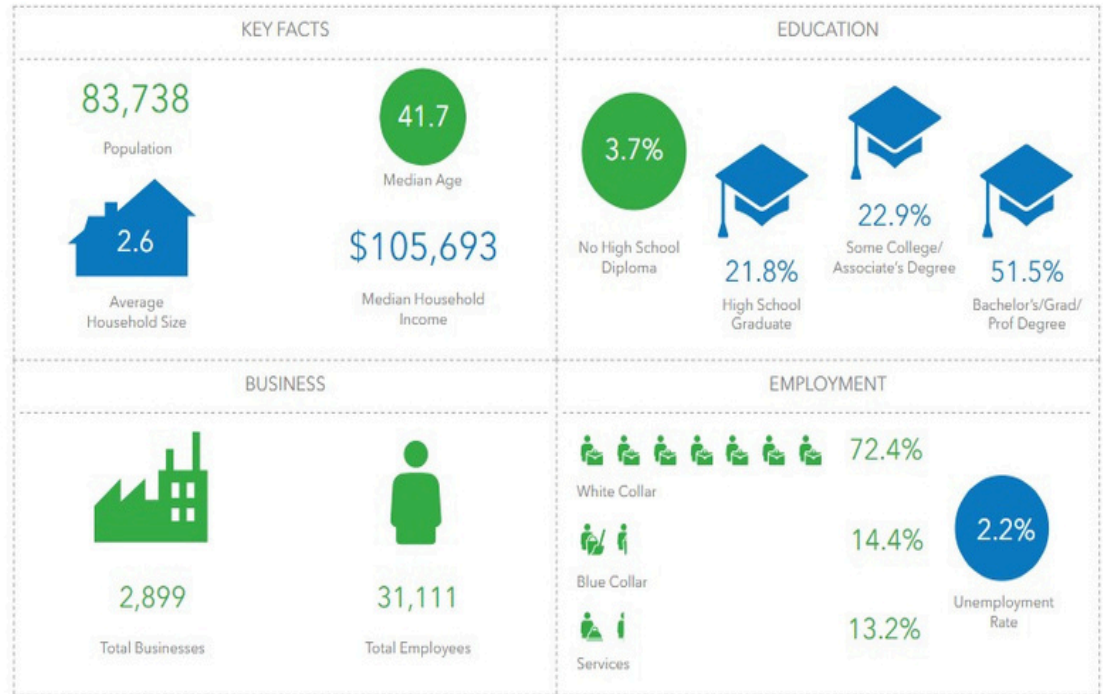 KEY FACTS
83,738
Population
41.7
Median Age
2.6
Average
Household Size
$105,693
Median Household
Income
EDUCATION
3.7%
No High School
Diploma
21.8%
High School
Graduate
22.9%
Some College/
Associate's Degree
51.5%
Bachelor's/Grad/
Prof Degree
BUSINESS
2,899
Total Businesses
31,111
Total Employees
EMPLOYMENT
72.4%
White Collar
14.4%
Blue Collar
13.2%
Services
2.2%
Unemployment
Rate